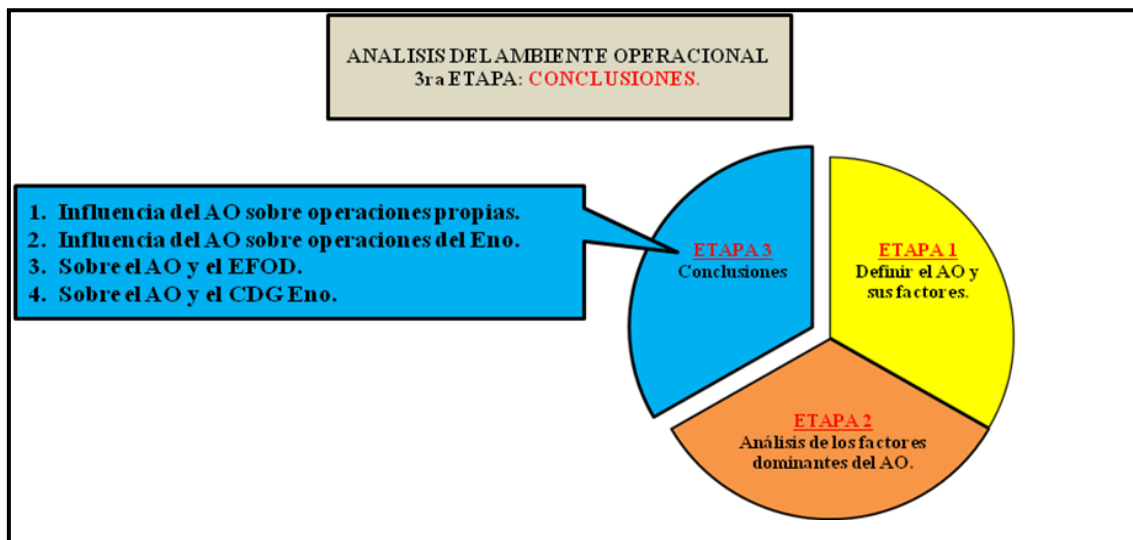 ANALISIS DEL AMBIENTE OPERACIONAL
3ra ETAPA: CONCLUSIONES.
1. Influencia del AO sobre operaciones propias.
2. Influencia del AO sobre operaciones del Eno.
3. Sobre el AO y el EFOD.
4. Sobre el AO y el CDG Eno.
ETAPA 3
Conclusiones
ETAPA 1
Definir el AO y
sus factores.
ETAPA 2
Análisis de los factores
dominantes del AO.